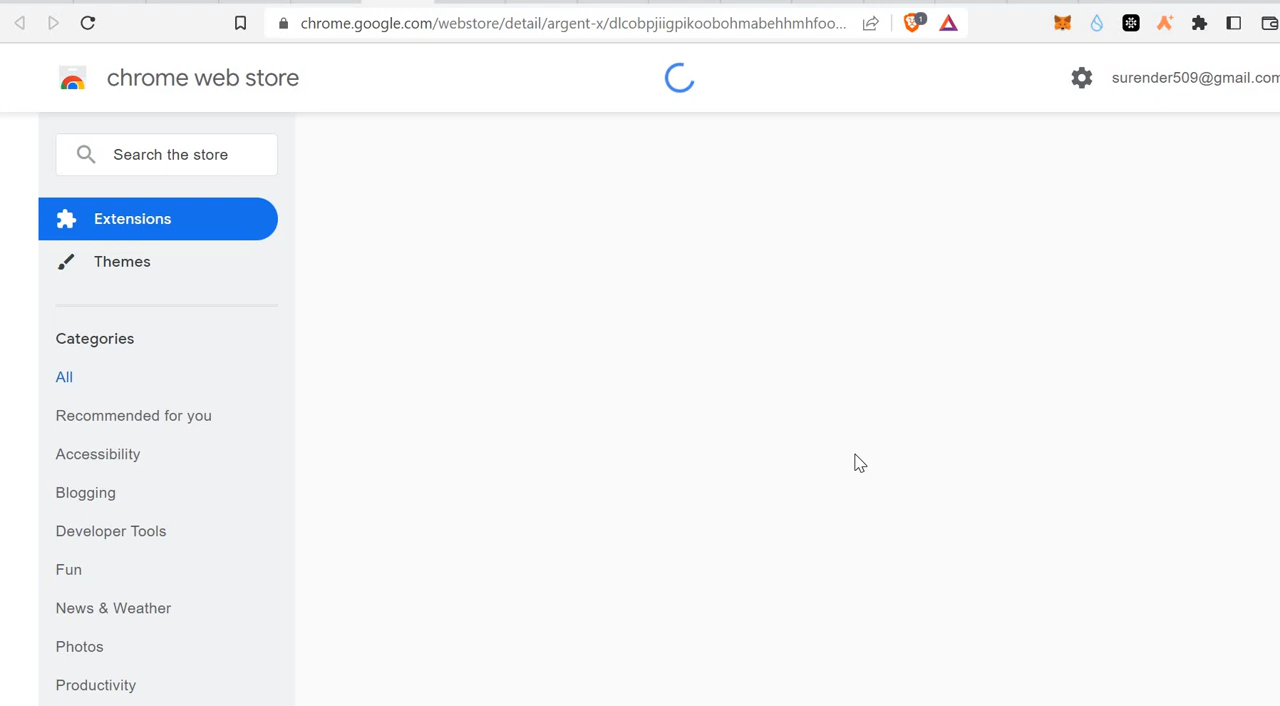 chrome.google.com/webstore/detail/argent-x/dlcobpjiigpikoobohmabehhmhfoo...
1
chrome web store
surender509@gmail.com
Search the store
Extensions
Themes
Categories
All
Recommended for you
Accessibility
Blogging
Developer Tools
Fun
News & Weather
Photos
Productivity